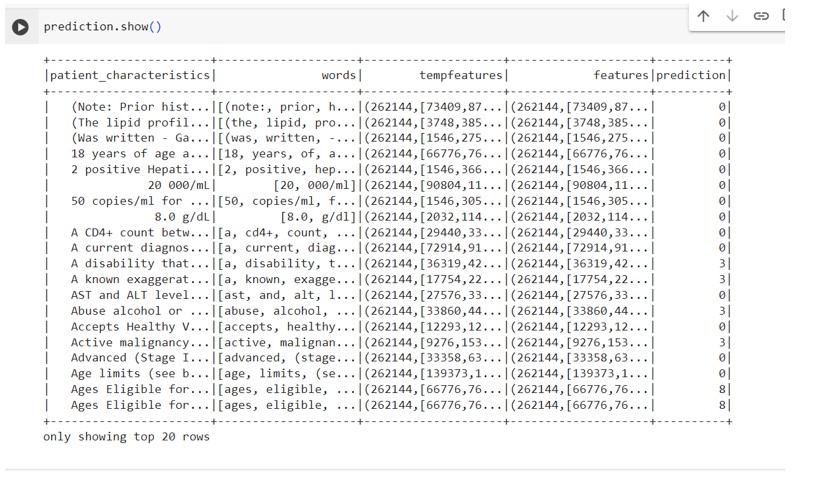 prediction.show()
+----------------------+--------------------+--------------------+--------------------+----------+
|patient_characteristics|               words|        tempfeatures|            features|prediction|
+----------------------+--------------------+--------------------+--------------------+----------+
|   (Note: Prior hist...|[(note:, prior, h...|(262144,[73409,87...|(262144,[73409,87...|         0|
|   (The lipid profil...|[(the, lipid, pro...|(262144,[3748,385...|(262144,[3748,385...|         0|
|   (Was written - Ga...|[(was, written, -...|(262144,[1546,275...|(262144,[1546,275...|         0|
|   18 years of age a...|[18, years, of, a...|(262144,[66776,76...|(262144,[66776,76...|         0|
|   2 positive Hepati...|[2, positive, hep...|(262144,[1546,366...|(262144,[1546,366...|         0|
|              20 000/mL|        [20, 000/ml]|(262144,[90804,11...|(262144,[90804,11...|         0|
|   50 copies/ml for ...|[50, copies/ml, f...|(262144,[1546,305...|(262144,[1546,305...|         0|
|               8.0 g/dL|         [8.0, g/dl]|(262144,[2032,114...|(262144,[2032,114...|         0|
|   A CD4+ count betw...|[a, cd4+, count, ...|(262144,[29440,33...|(262144,[29440,33...|         0|
|   A current diagnos...|[a, current, diag...|(262144,[72914,91...|(262144,[72914,91...|         0|
|   A disability that...|[a, disability, t...|(262144,[36319,42...|(262144,[36319,42...|         3|
|   A known exaggerat...|[a, known, exagge...|(262144,[17754,22...|(262144,[17754,22...|         3|
|   AST and ALT level...|[ast, and, alt, l...|(262144,[27576,33...|(262144,[27576,33...|         0|
|   Abuse alcohol or ...|[abuse, alcohol, ...|(262144,[33860,44...|(262144,[33860,44...|         3|
|   Accepts Healthy V...|[accepts, healthy...|(262144,[12293,12...|(262144,[12293,12...|         0|
|   Active malignancy...|[active, malignan...|(262144,[9276,153...|(262144,[9276,153...|         3|
|   Advanced (Stage I...|[advanced, (stage...|(262144,[33358,63...|(262144,[33358,63...|         0|
|   Age limits (see b...|[age, limits, (se...|(262144,[139373,1...|(262144,[139373,1...|         0|
|   Ages Eligible for...|[ages, eligible, ...|(262144,[66776,76...|(262144,[66776,76...|         8|
|   Ages Eligible for...|[ages, eligible, ...|(262144,[66776,76...|(262144,[66776,76...|         8|
+----------------------+--------------------+--------------------+--------------------+----------+
only showing top 20 rows